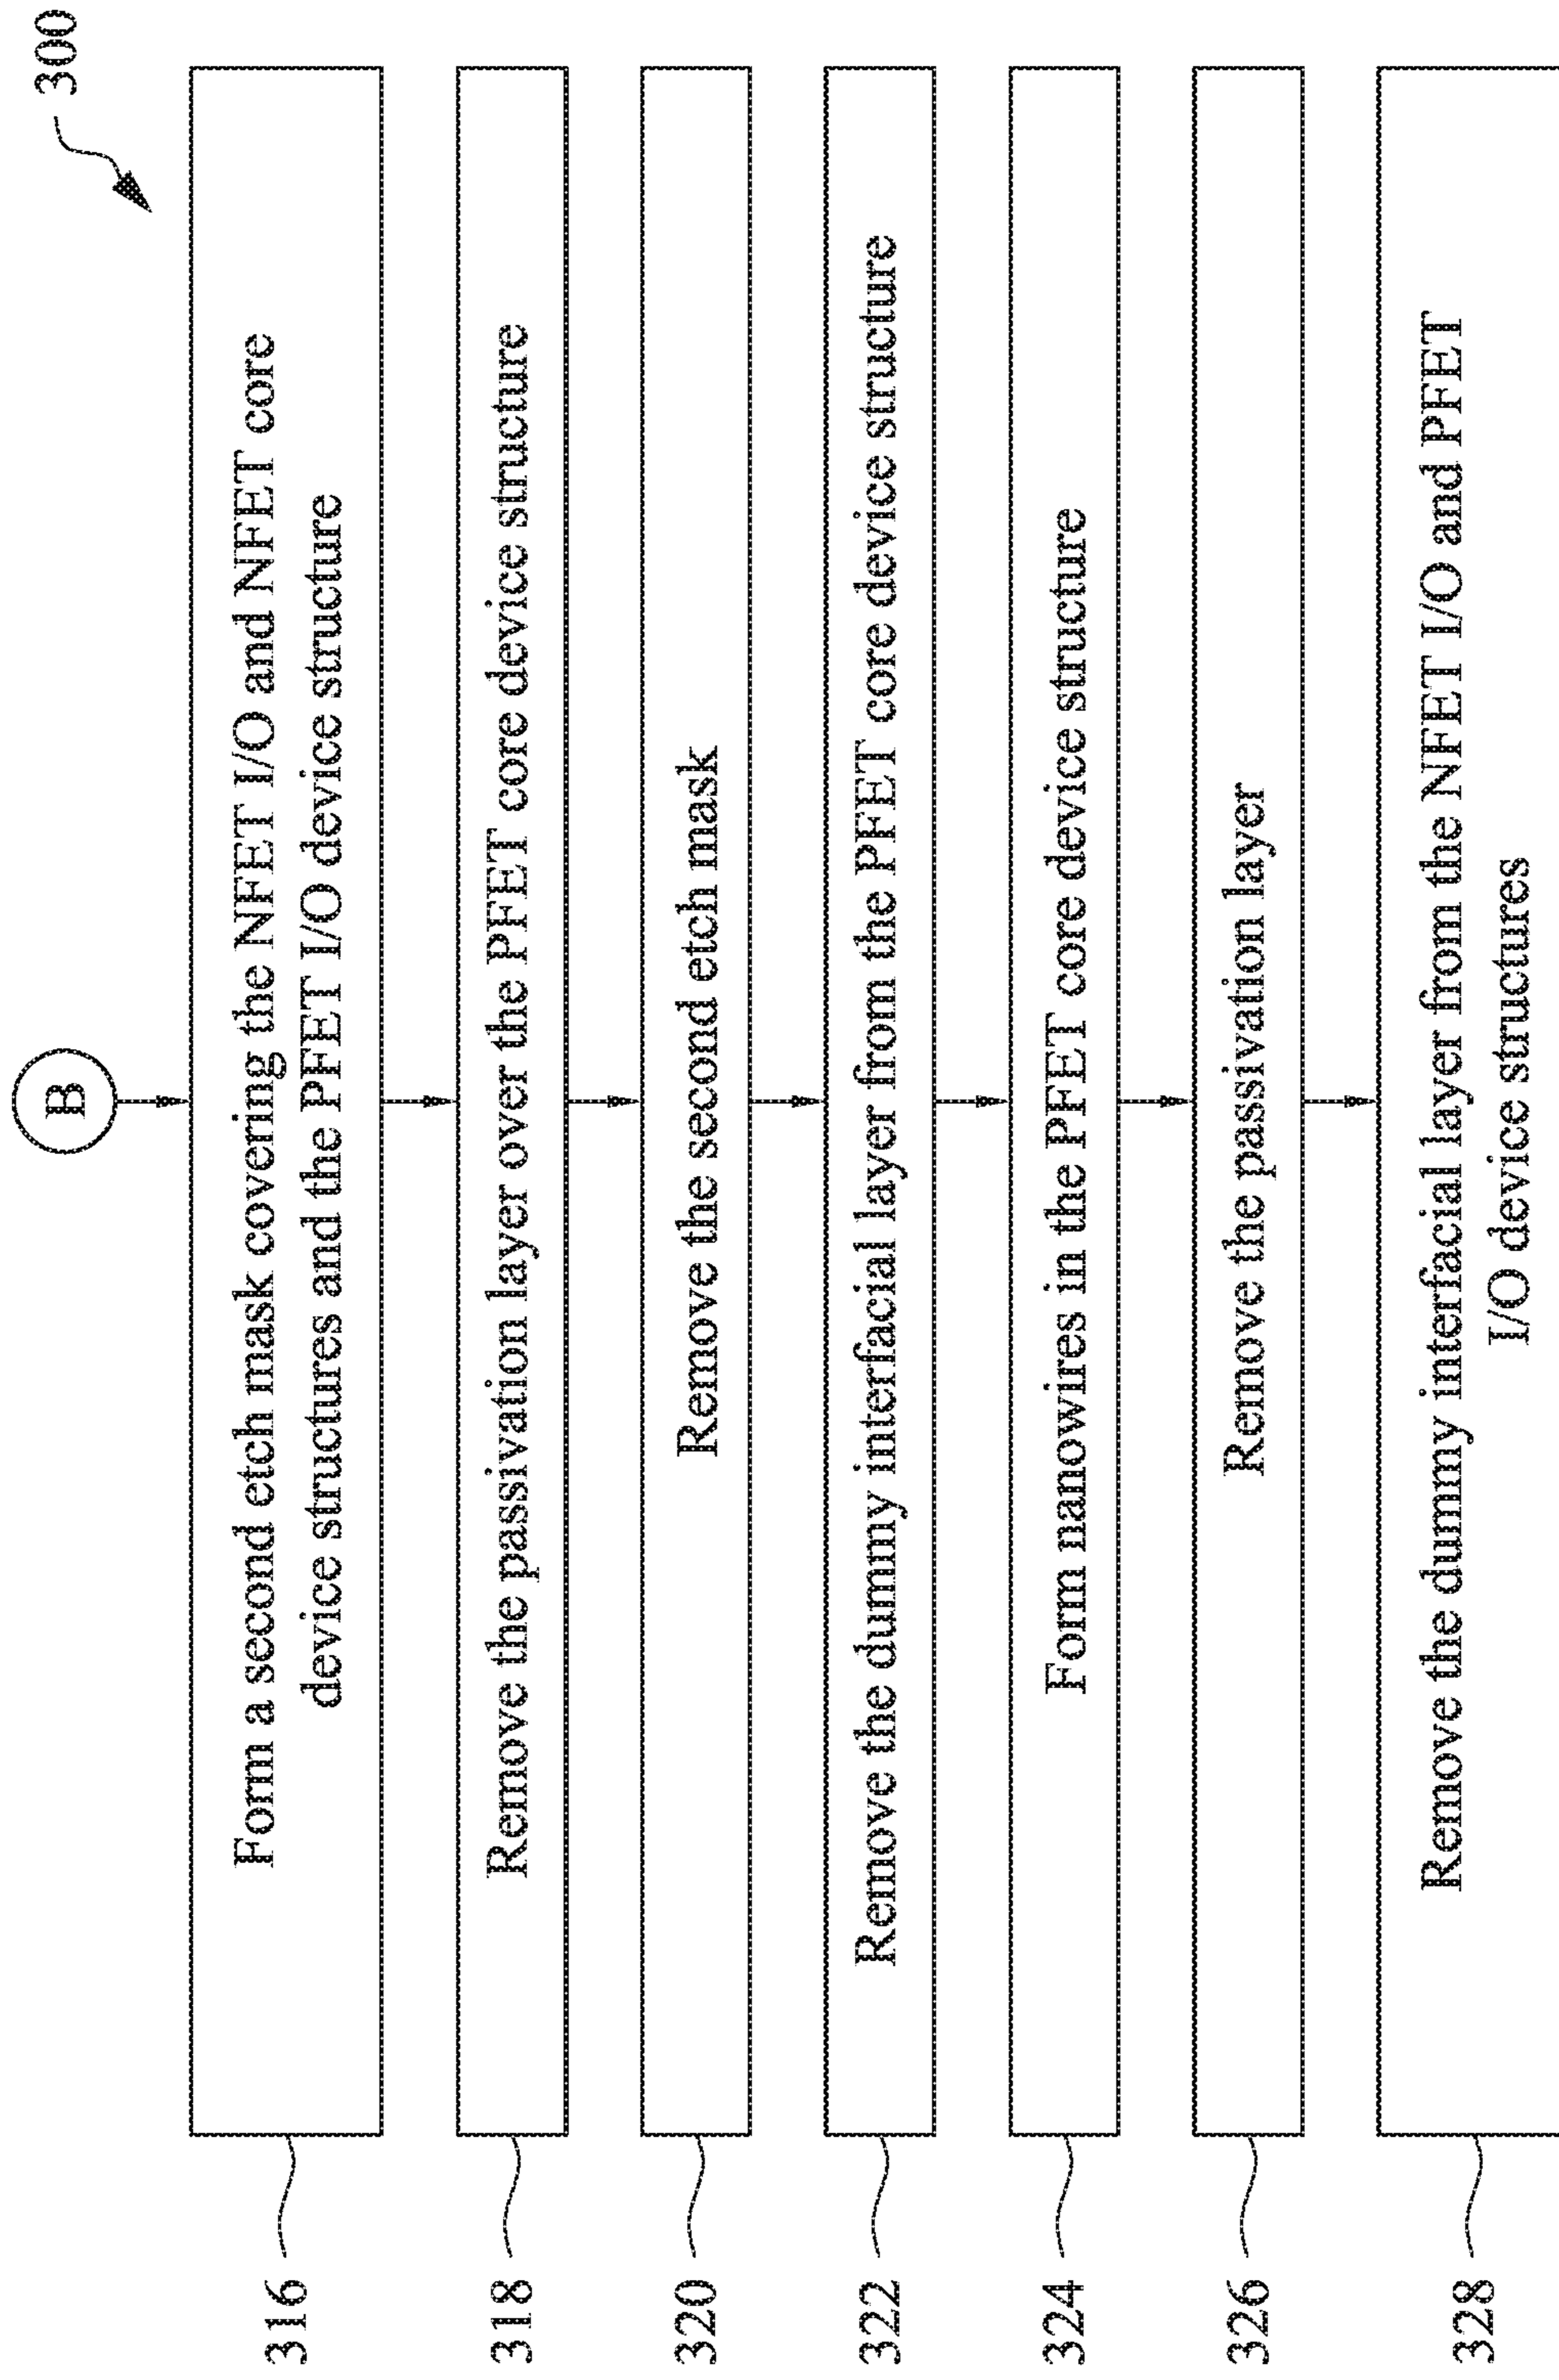 300
B
316
Form a second etch mask covering the NFET I/O and NFET core
device structures and the PFET I/O device structure
318
Remove the passivation layer over the PFET core device structure
320
Remove the second etch mask
322
Remove the dummy interfacial layer from the PFET core device structure
324
Form nanowires in the PFET core device structure
326
Remove the passivation layer
328
Remove the dummy interfacial layer from the NFET I/O and PFET
I/O device structures